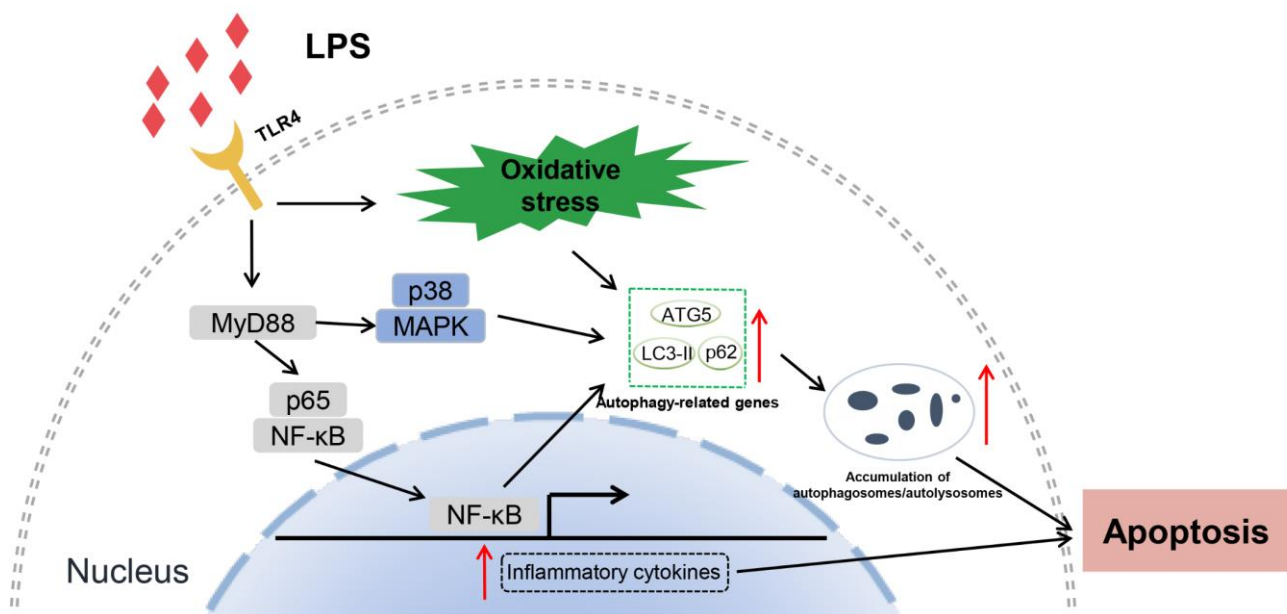 LPS
TLR4
Oxidative
stress
p38
MAPK
MyD88
ATG5
LC3-II
p62
Autophagy-related genes
p65
NF-κB
Accumulation of
autophagosomes/autolysosomes
NF-κB
Apoptosis
Nucleus
Inflammatory cytokines